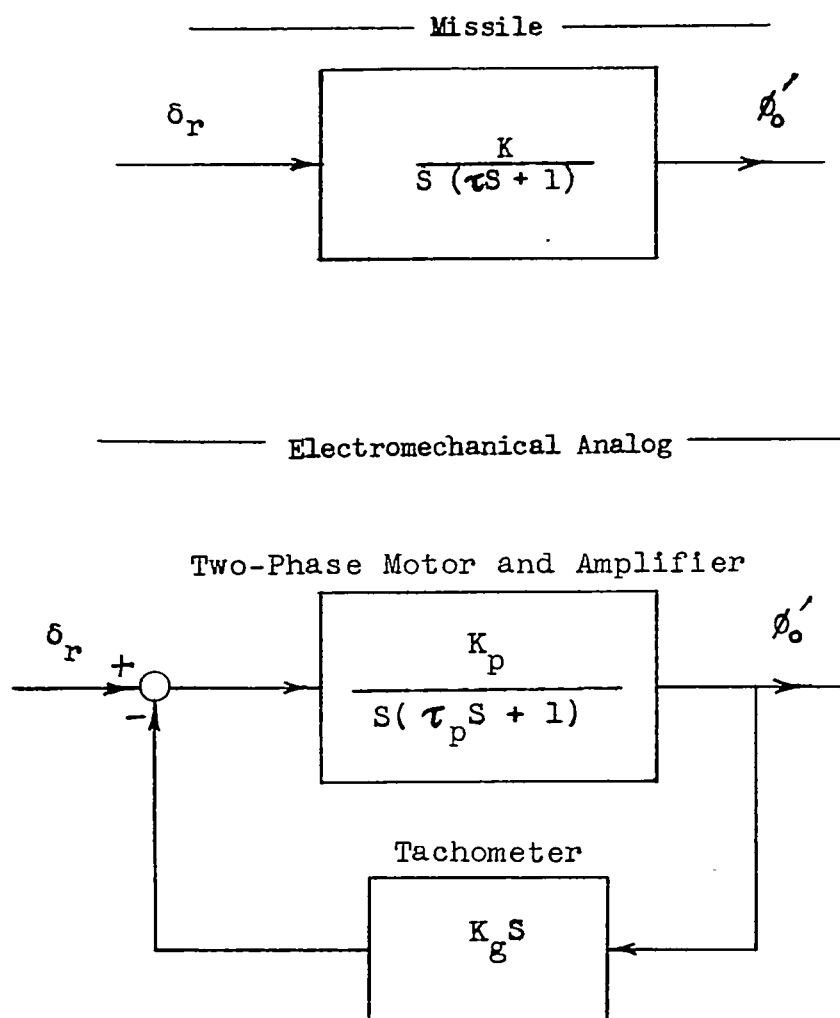 Missile
δr
K
S (τS + 1)
ϕo′
Electromechanical Analog
Two-Phase Motor and Amplifier
δr
+
-
Kp
S( τpS + 1)
ϕo′
Tachometer
KgS